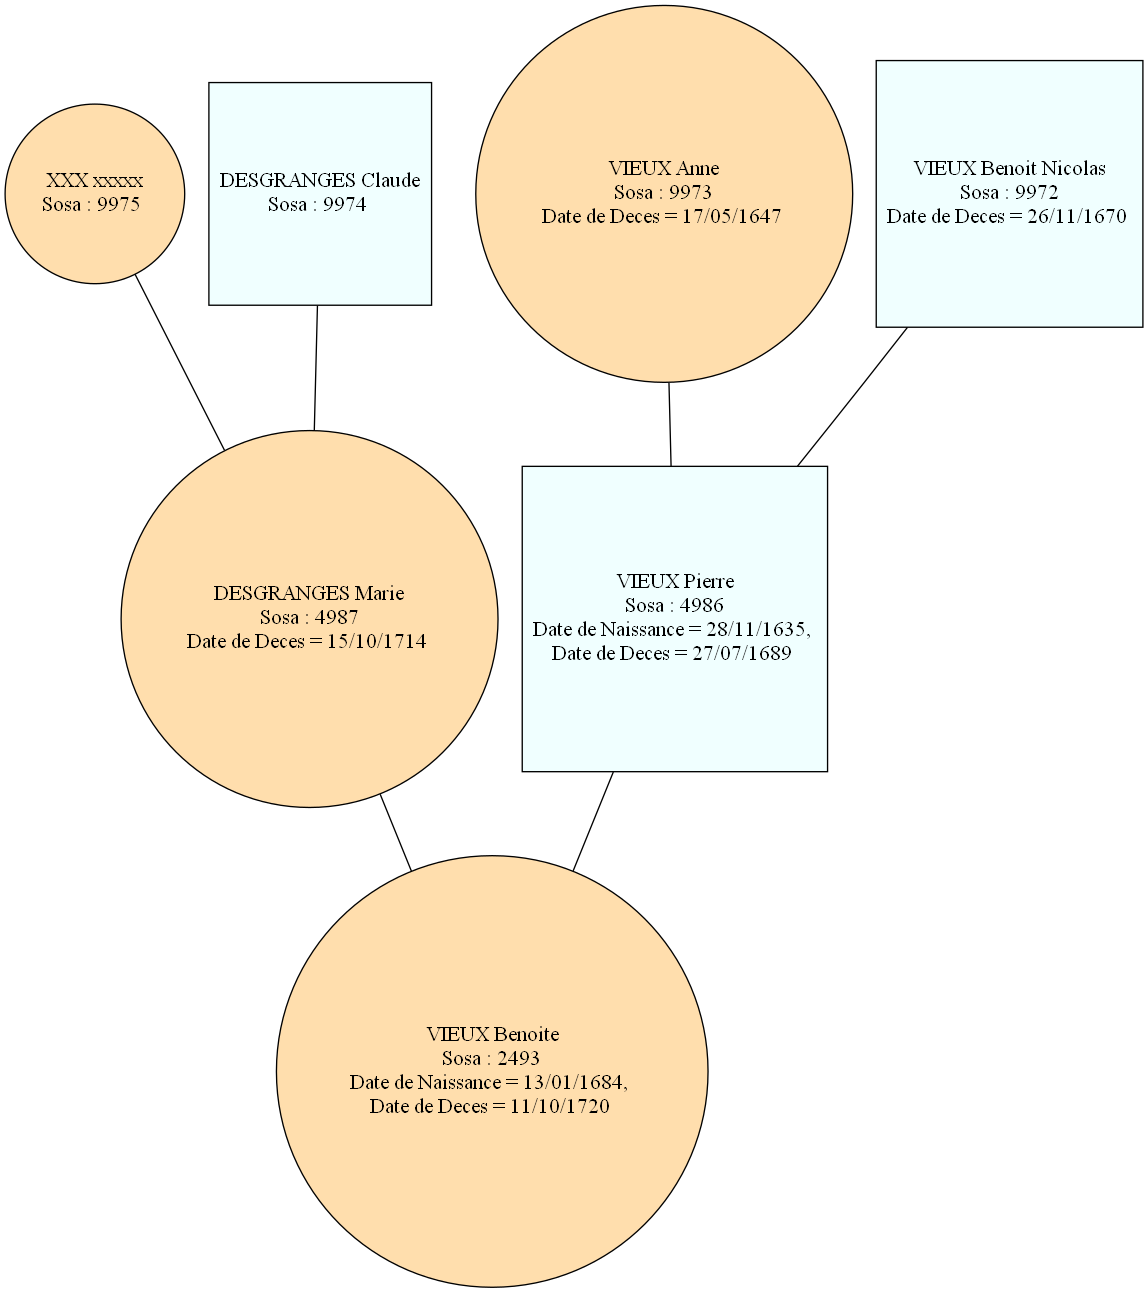 XXX xxxxx
Sosa : 9975
DESGRANGES Claude
Sosa : 9974
VIEUX Anne
Sosa : 9973
Date de Deces = 17/05/1647
VIEUX Benoit Nicolas
Sosa : 9972
Date de Deces = 26/11/1670
DESGRANGES Marie
Sosa : 4987
Date de Deces = 15/10/1714
VIEUX Pierre
Sosa : 4986
Date de Naissance = 28/11/1635,
Date de Deces = 27/07/1689
VIEUX Benoite
Sosa : 2493
Date de Naissance = 13/01/1684,
Date de Deces = 11/10/1720